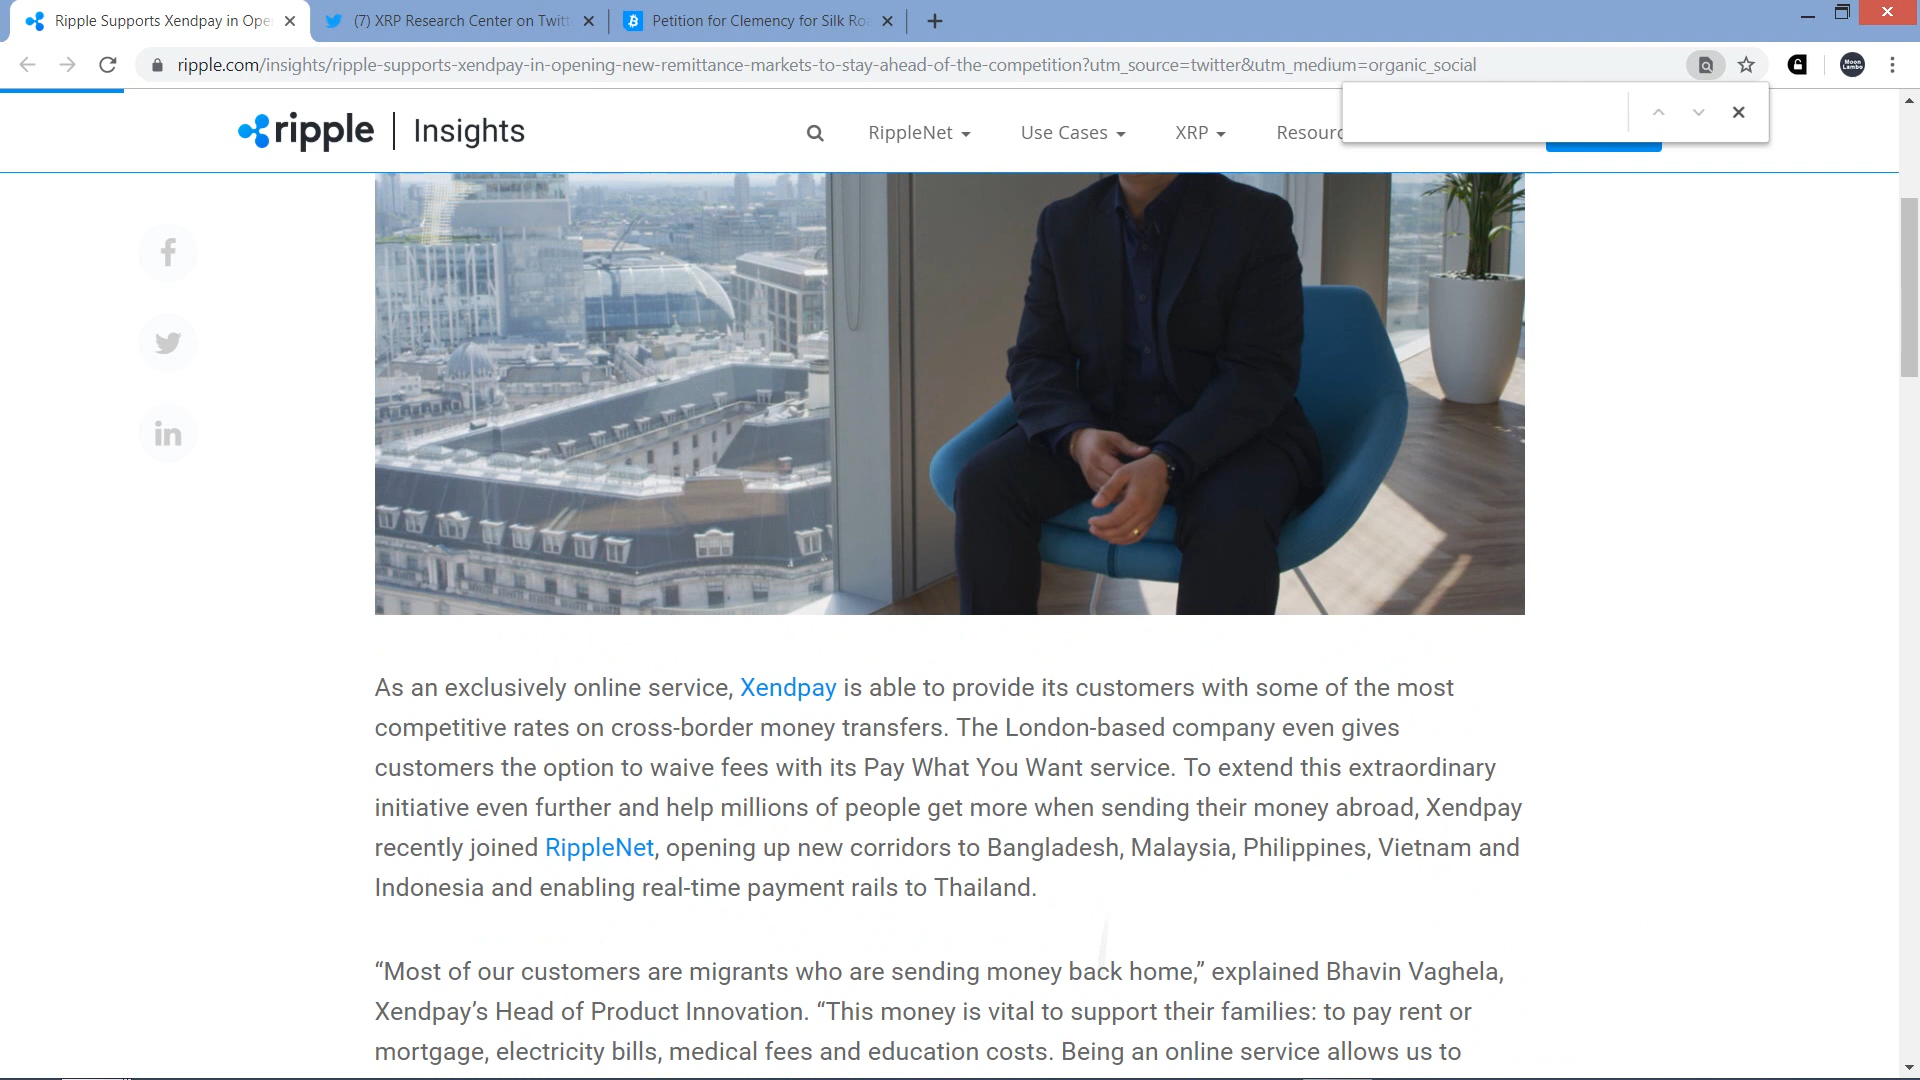 Ripple Supports Xendpay in Ope
(7) XRP Research Center on Twitt
Petition for Clemency for Silk Roa
ripple.com/insights/ripple-supports-xendpay-in-opening-new-remittance-markets-to-stay-ahead-of-the-competition?utm_source=twitter&utm_medium=organic_social
Moon Lambo
ripple | Insights
RippleNet
Use Cases
XRP
Resourc
As an exclusively online service, Xendpay is able to provide its customers with some of the most
competitive rates on cross-border money transfers. The London-based company even gives
customers the option to waive fees with its Pay What You Want service. To extend this extraordinary
initiative even further and help millions of people get more when sending their money abroad, Xendpay
recently joined RippleNet, opening up new corridors to Bangladesh, Malaysia, Philippines, Vietnam and
Indonesia and enabling real-time payment rails to Thailand.
“Most of our customers are migrants who are sending money back home,” explained Bhavin Vaghela,
Xendpay’s Head of Product Innovation. “This money is vital to support their families: to pay rent or
mortgage, electricity bills, medical fees and education costs. Being an online service allows us to